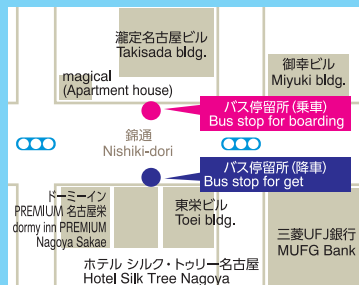 瀧定名古屋ビル
Takisada bldg.
御幸ビル
Miyuki bldg.
magical
(Apartment house)
バス停留所（乗車）
Bus stop for boarding
錦通
Nishiki-dori
バス停留所（降車）
Bus stop for get
ドーミーイン
PREMIUM 名古屋栄
dormy inn PREMIUM
Nagoya Sakae
東栄ビル
Toei bldg.
三菱UFJ銀行
MUFG Bank
ホテル シルク・トゥリー名古屋
Hotel Silk Tree Nagoya